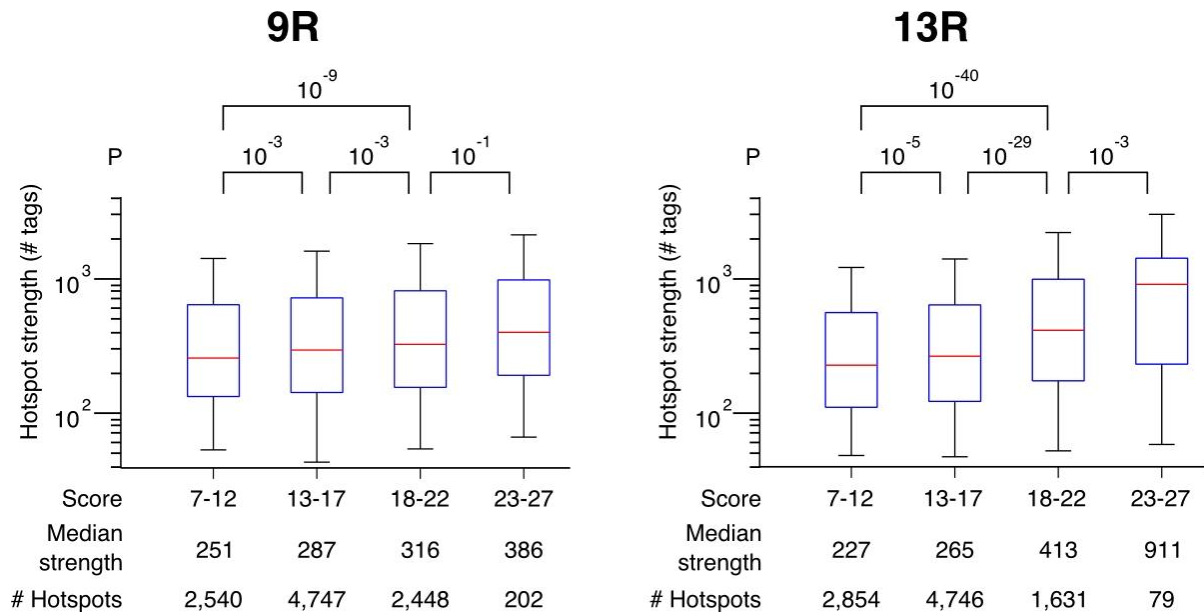 9R
10^-9
P
10^-3 10^-3 10^-1
Hotspot strength (# tags)
10^3
10^2
Score 7-12 13-17 18-22 23-27
Median
strength 251 287 316 386
# Hotspots 2,540 4,747 2,448 202
13R
10^-40
P
10^-5 10^-29 10^-3
Hotspot strength (# tags)
10^3
10^2
Score 7-12 13-17 18-22 23-27
Median
strength 227 265 413 911
# Hotspots 2,854 4,746 1,631 79